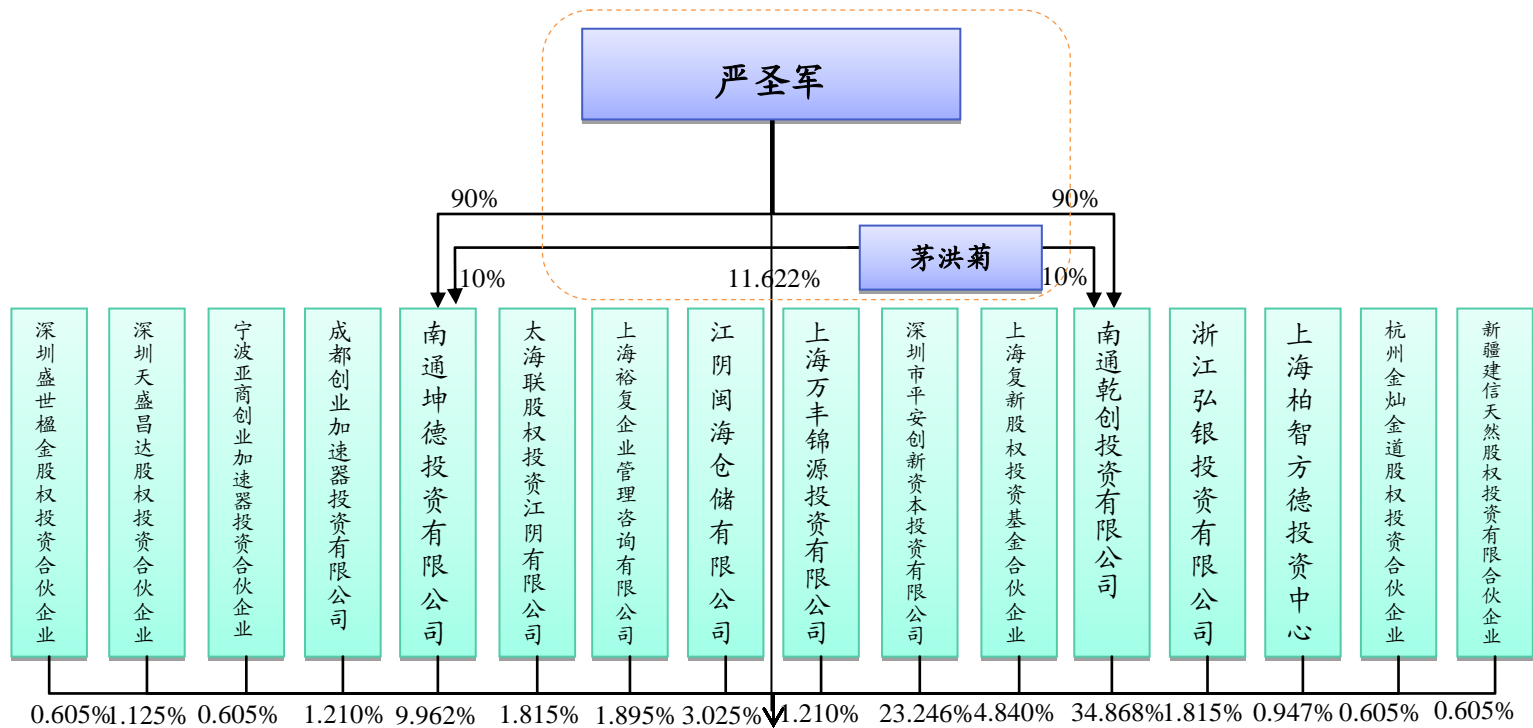 严圣军
90%
90%
茅洪菊
10%
11.622%
10%
深圳盛世楹金股权投资合伙企业
深圳天盛昌达股权投资合伙企业
宁波亚商创业加速器投资合伙企业
成都创业加速器投资有限公司
南通坤德投资有限公司
太海联股权投资江阴有限公司
上海裕复企业管理咨询有限公司
江阴闽海仓储有限公司
上海万丰锦源投资有限公司
深圳市平安创新资本投资有限公司
上海复新股权投资基金合伙企业
南通乾创投资有限公司
浙江弘银投资有限公司
上海柏智方德投资中心
杭州金灿金道股权投资合伙企业
新疆建信天然股权投资有限合伙企业
0.605%
1.125%
0.605%
1.210%
9.962%
1.815%
1.895%
3.025%
1.210%
23.246%
4.840%
34.868%
1.815%
0.947%
0.605%
0.605%